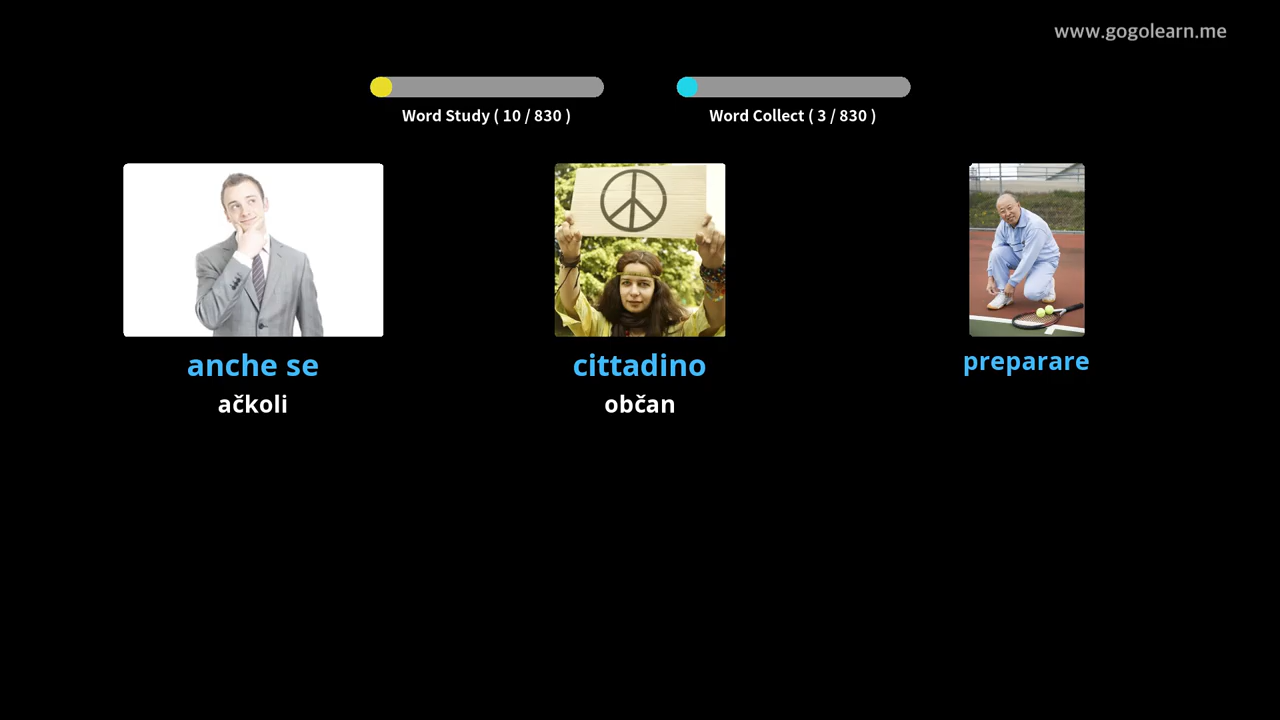 www.gogolearn.me
Word Study ( 10 / 830 )
Word Collect ( 3 / 830 )
anche se
ačkoli
cittadino
občan
preparare